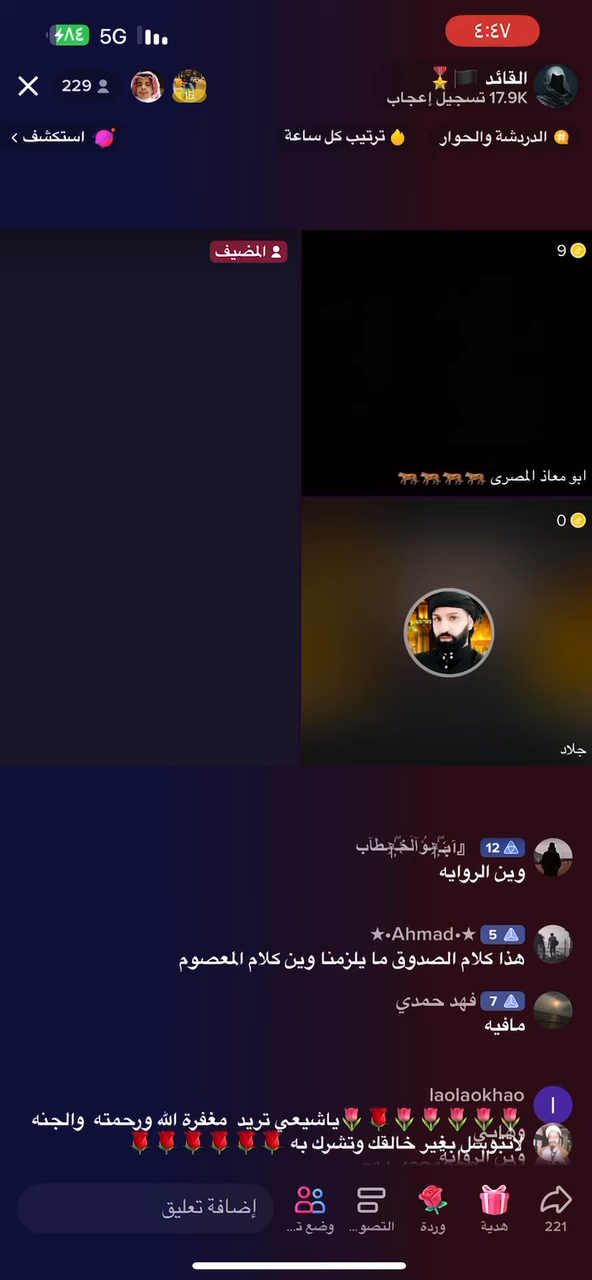 ٤:٤٧
5G
٨٤
القائد
17.9K تسجيل إعجاب
229
15
الدردشة والحوار
ترتيب كل ساعة
استكشف >
المضيف
9
ابو معاذ المصرى
0
جلاد
12
وين الروايه
5 ★•Ahmad•★
هذا كلام الصدوق ما يلزمنا وين كلام المعصوم
7 فهد حمدي
مافيه
laolaokhao
ياشيعي تريد مغفرة الله ورحمته والجنه
بغير خالقك وتشرك به
إضافة تعليق
وضع تـ...
التصو...
وردة
هدية
221